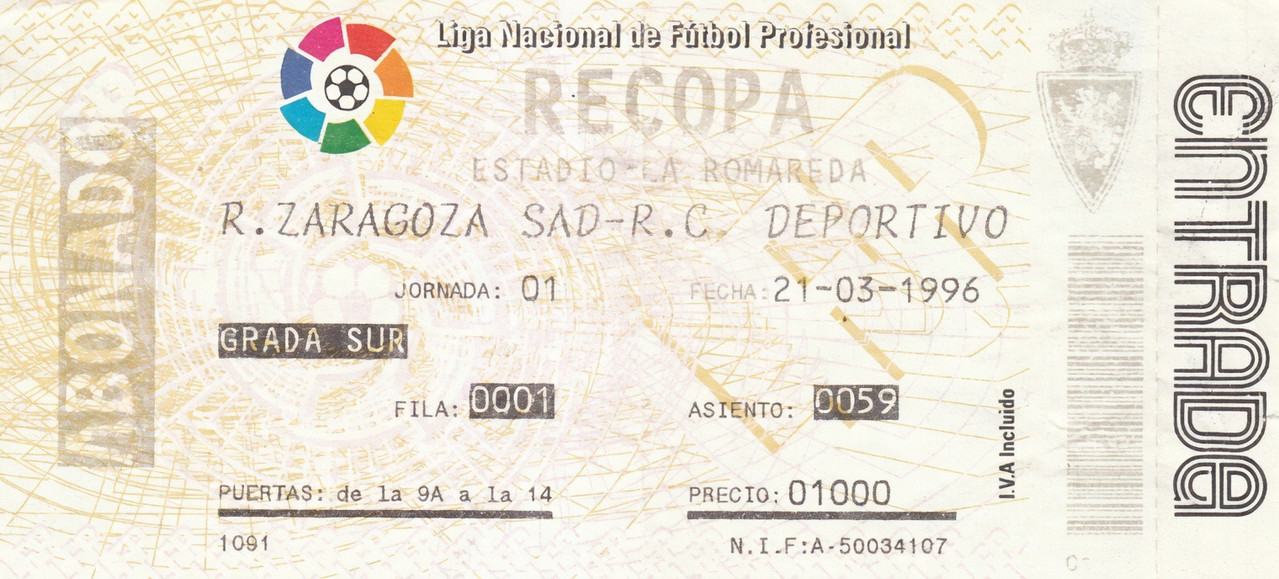 Liga Nacional de Fútbol Profesional
RECOPA
ESTADIO LA ROMAREDA
R.ZARAGOZA SAD-R.C. DEPORTIVO
JORNADA: 01
FECHA: 21-03-1996
GRADA SUR
FILA: 0001
ASIENTO: 0059
PUERTAS: de la 9A a la 14
PRECIO: 01000
1091
N.I.F:A-50034107
ABONADO
I.V.A Incluido
ENTRADA
LFP